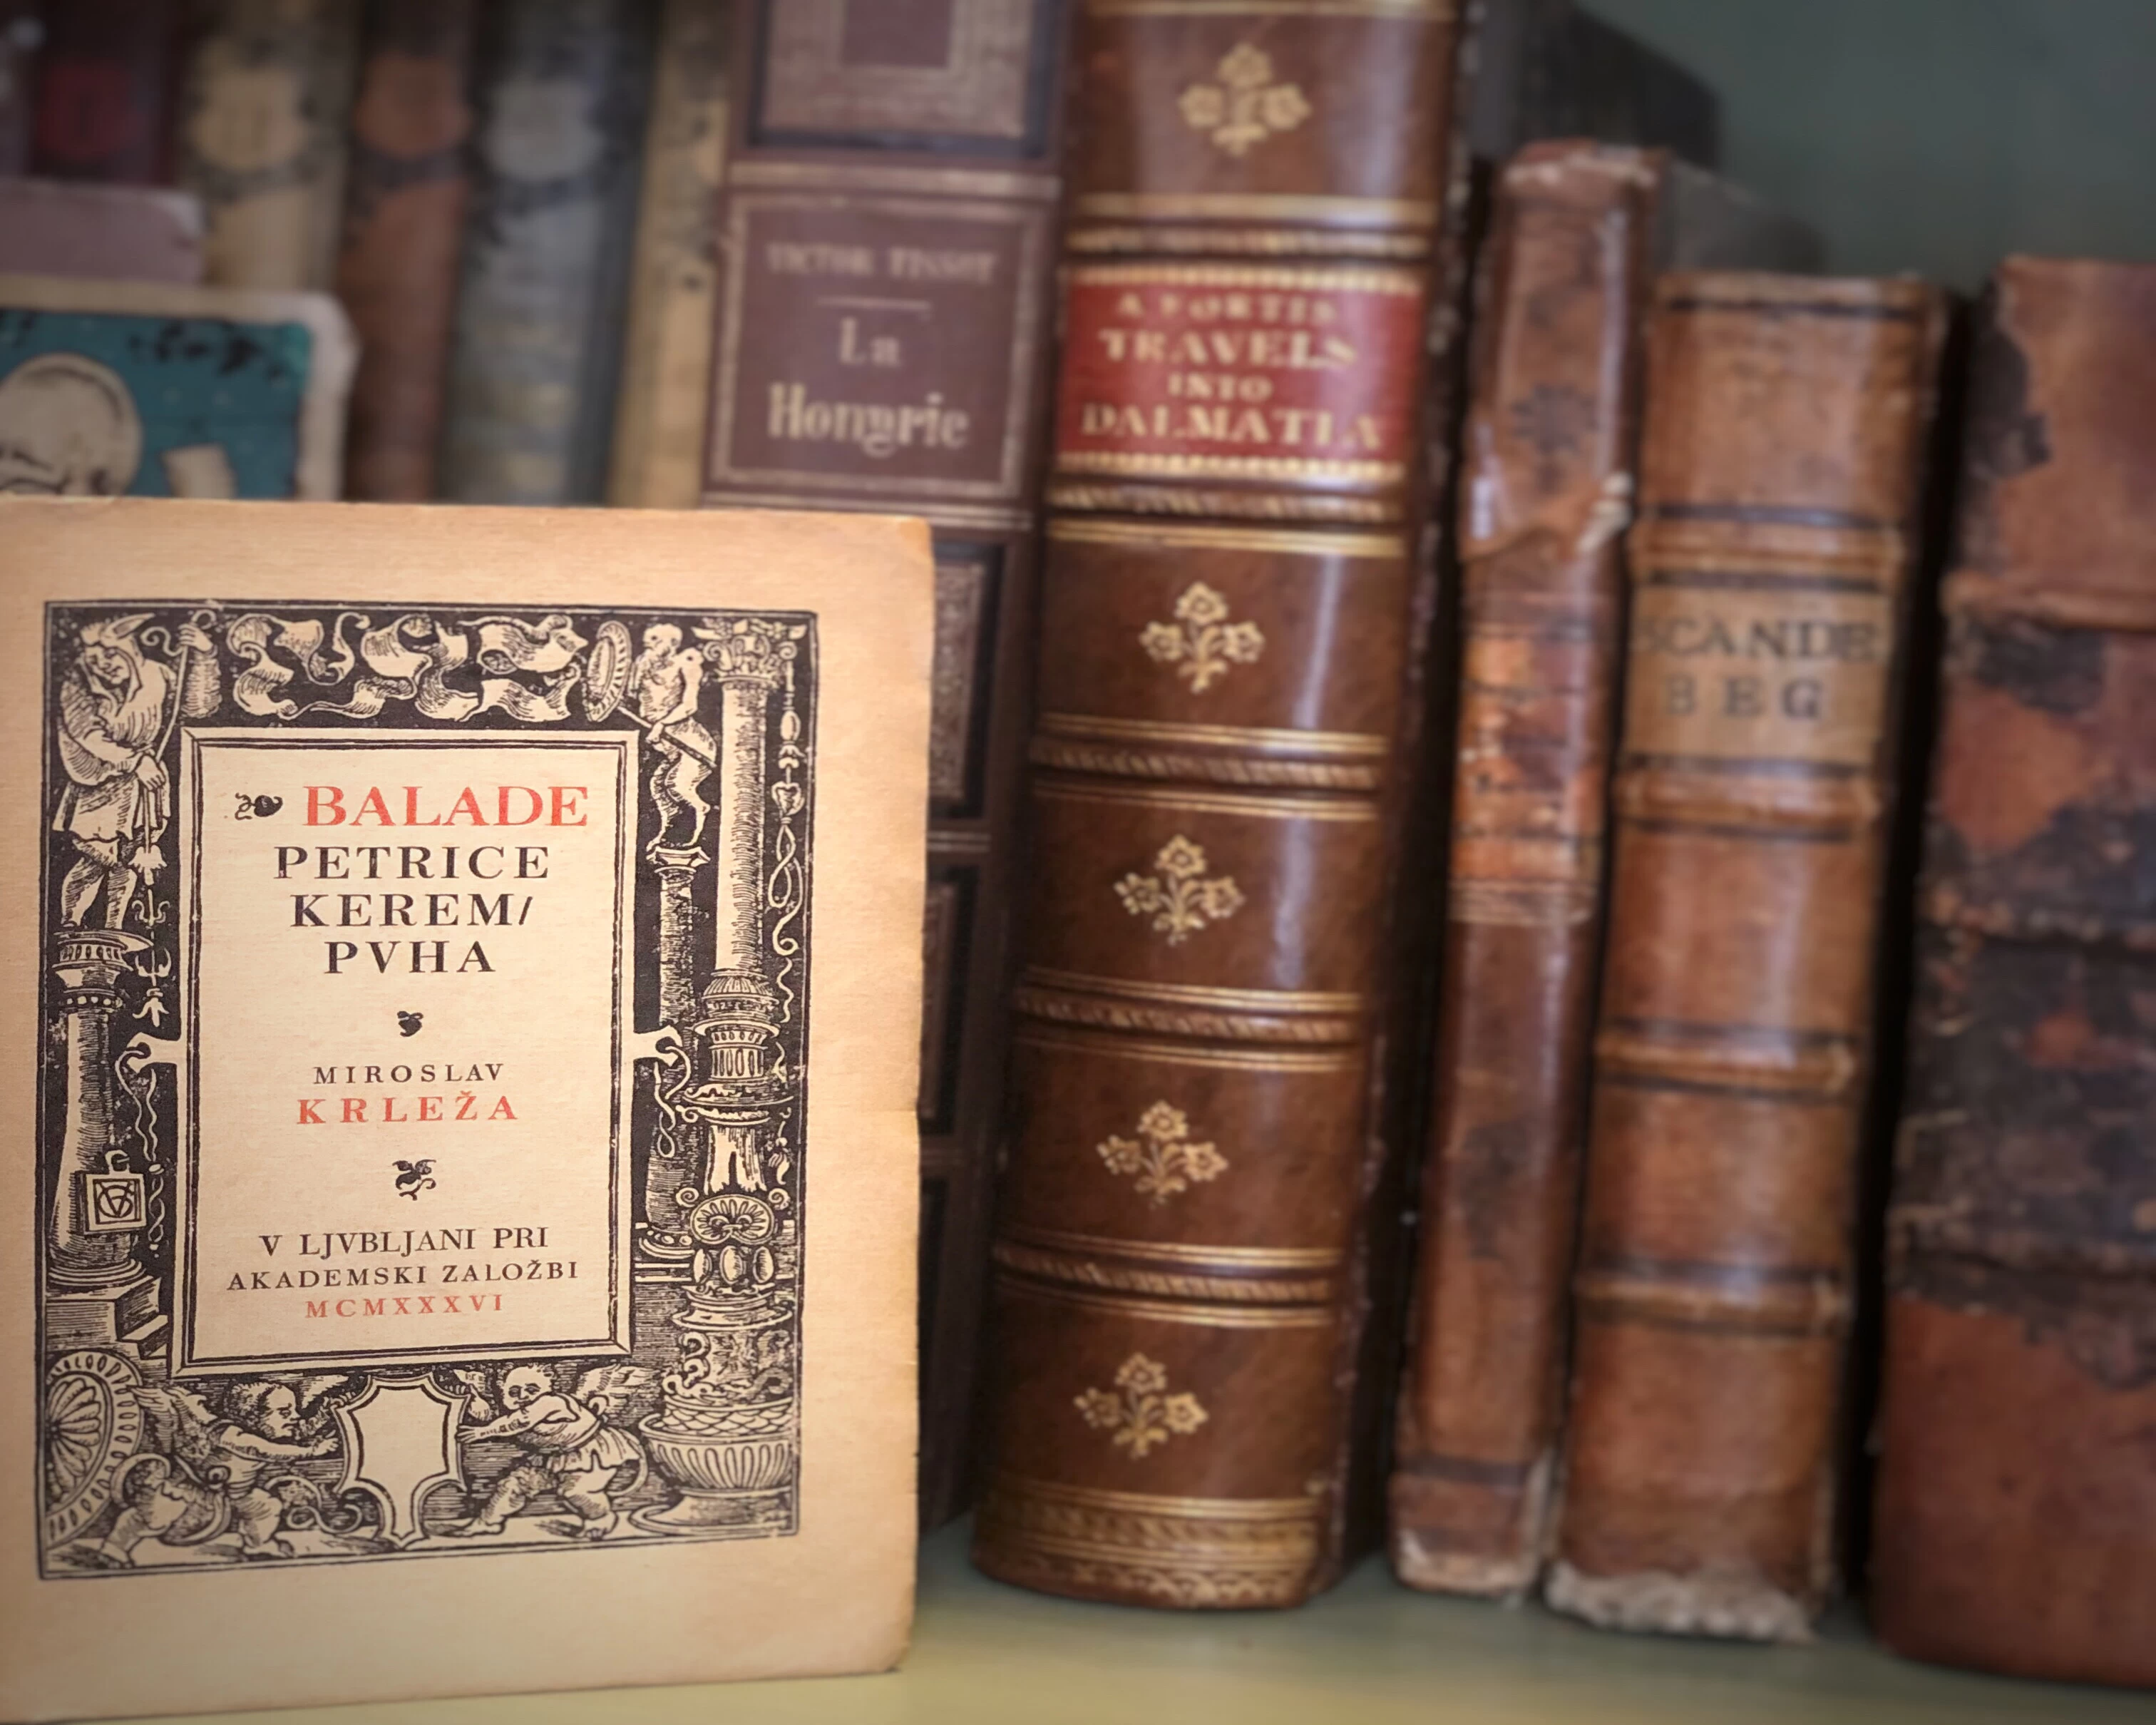 BALADE
PETRICE
KEREM/
PVHA
MIROSLAV
KRLEŽA
V LJVBLJANI PRI
AKADEMSKI ZALOŽBI
MCMXXXVI
VICTOR TISSOT
La
Hongrie
A FORTIS
TRAVELS
INTO
DALMATIA
SCANDE
BEG